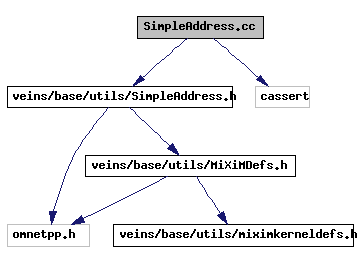 SimpleAddress.cc
veins/base/utils/SimpleAddress.h
cassert
veins/base/utils/MiXiMDefs.h
omnetpp.h
veins/base/utils/miximkerneldefs.h